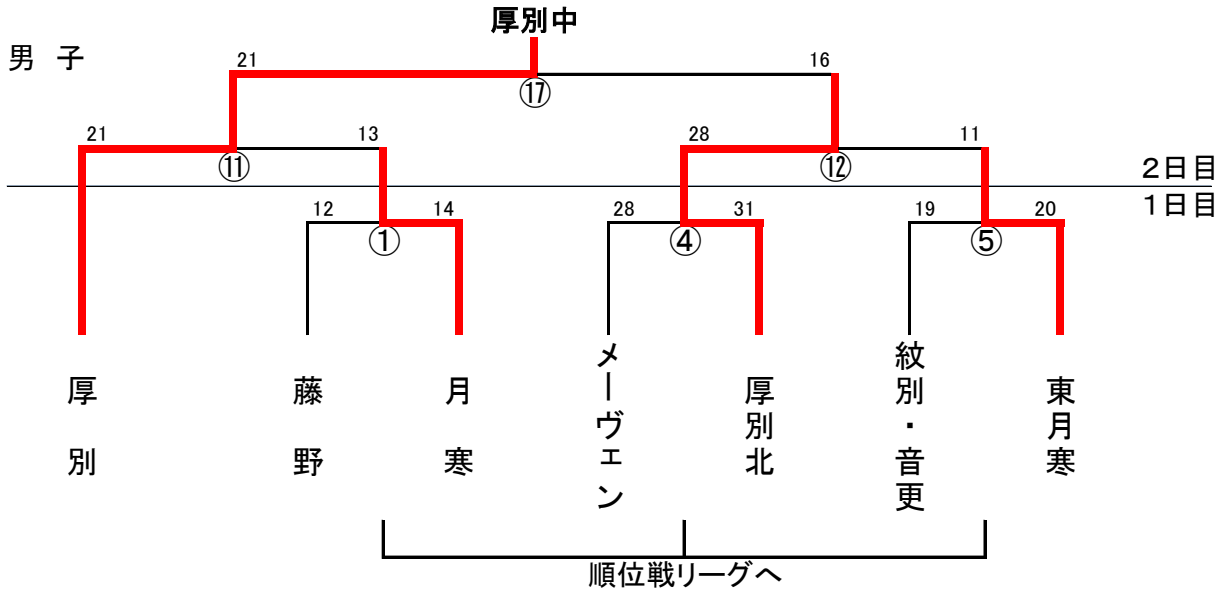 厚別中
男 子
21
16
⑰
21
13
28
11
⑪
⑫
2日目
1日目
12
14
28
31
19
20
①
④
⑤
厚別
藤野
月寒
メーヴェン
厚別北
紋別・音更
東月寒
順位戦リーグへ